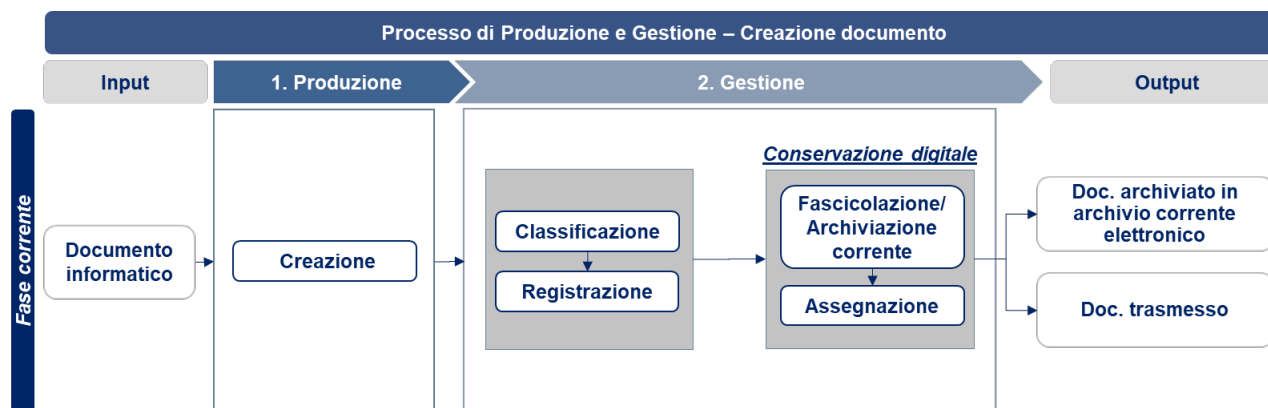 Processo di Produzione e Gestione – Creazione documento
Input
1. Produzione
2. Gestione
Output
Fase corrente
Documento
informatico
Creazione
Classificazione
Registrazione
Conservazione digitale
Fascicolazione/
Archiviazione
corrente
Assegnazione
Doc. archiviato in
archivio corrente
elettronico
Doc. trasmesso